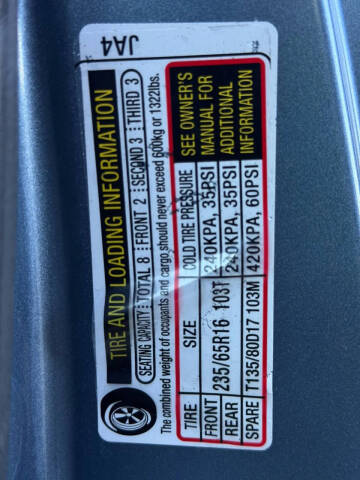 JA4
TIRE AND LOADING INFORMATION
SEATING CAPACITY TOTAL 8 FRONT 2 SECOND 3 THIRD 3
The combined weight of occupants and cargo should never exceed 600kg or 1322lbs.
TIRE SIZE COLD TIRE PRESSURE
FRONT 235/65R16 103T 240KPA, 35PSI
REAR 240KPA, 35PSI
SPARE T135/80D17 103M 420KPA, 60PSI
SEE OWNER'S
MANUAL FOR
ADDITIONAL
INFORMATION